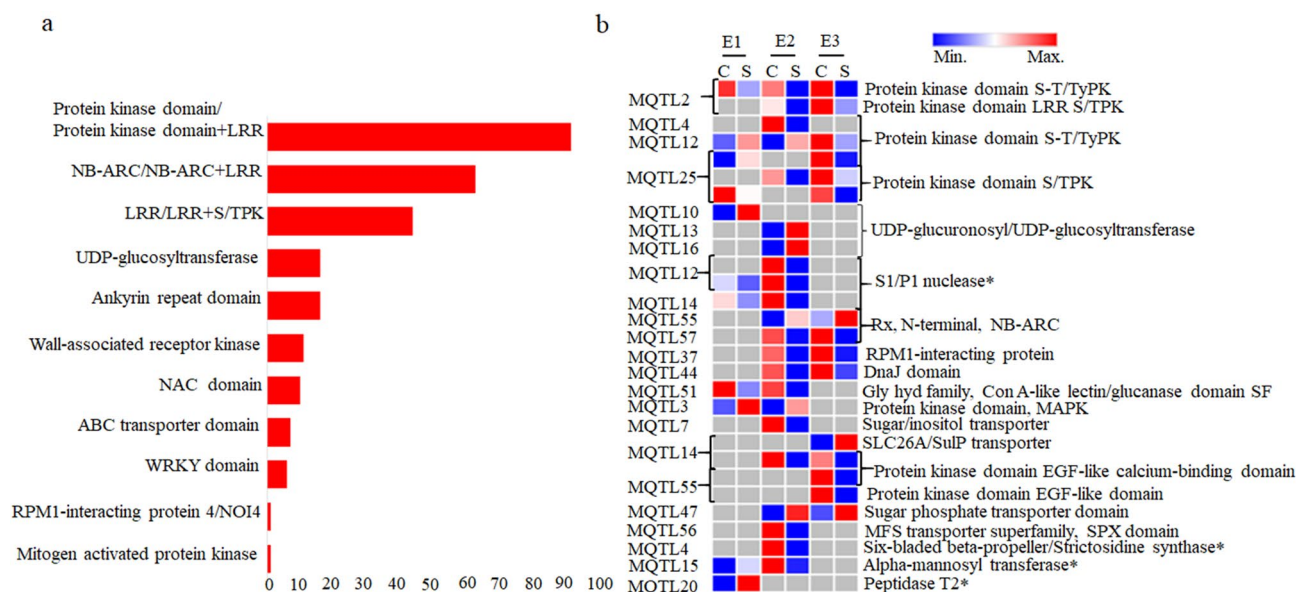 a
Protein kinase domain/
Protein kinase domain+LRR
NB-ARC/NB-ARC+LRR
LRR/LRR+S/TPK
UDP-glucosyltransferase
Ankyrin repeat domain
Wall-associated receptor kinase
NAC domain
ABC transporter domain
WRKY domain
RPM1-interacting protein 4/NOI4
Mitogen activated protein kinase
0 10 20 30 40 50 60 70 80 90 100
b
E1 E2 E3
C S C S C S
Min. Max.
MQTL2
MQTL4
MQTL12
MQTL25
MQTL10
MQTL13
MQTL16
MQTL12
MQTL14
MQTL55
MQTL57
MQTL37
MQTL44
MQTL51
MQTL3
MQTL7
MQTL14
MQTL55
MQTL47
MQTL56
MQTL4
MQTL15
MQTL20
Protein kinase domain S-T/TyPK
Protein kinase domain LRR S/TPK
Protein kinase domain S-T/TyPK
Protein kinase domain S/TPK
UDP-glucuronosyl/UDP-glucosyltransferase
S1/P1 nuclease*
Rx, N-terminal, NB-ARC
RPM1-interacting protein
DnaJ domain
Gly hyd family, Con A-like lectin/glucanase domain SF
Protein kinase domain, MAPK
Sugar/inositol transporter
SLC26A/SulP transporter
Protein kinase domain EGF-like calcium-binding domain
Protein kinase domain EGF-like domain
Sugar phosphate transporter domain
MFS transporter superfamily, SPX domain
Six-bladed beta-propeller/Strictosidine synthase*
Alpha-mannosyl transferase*
Peptidase T2*